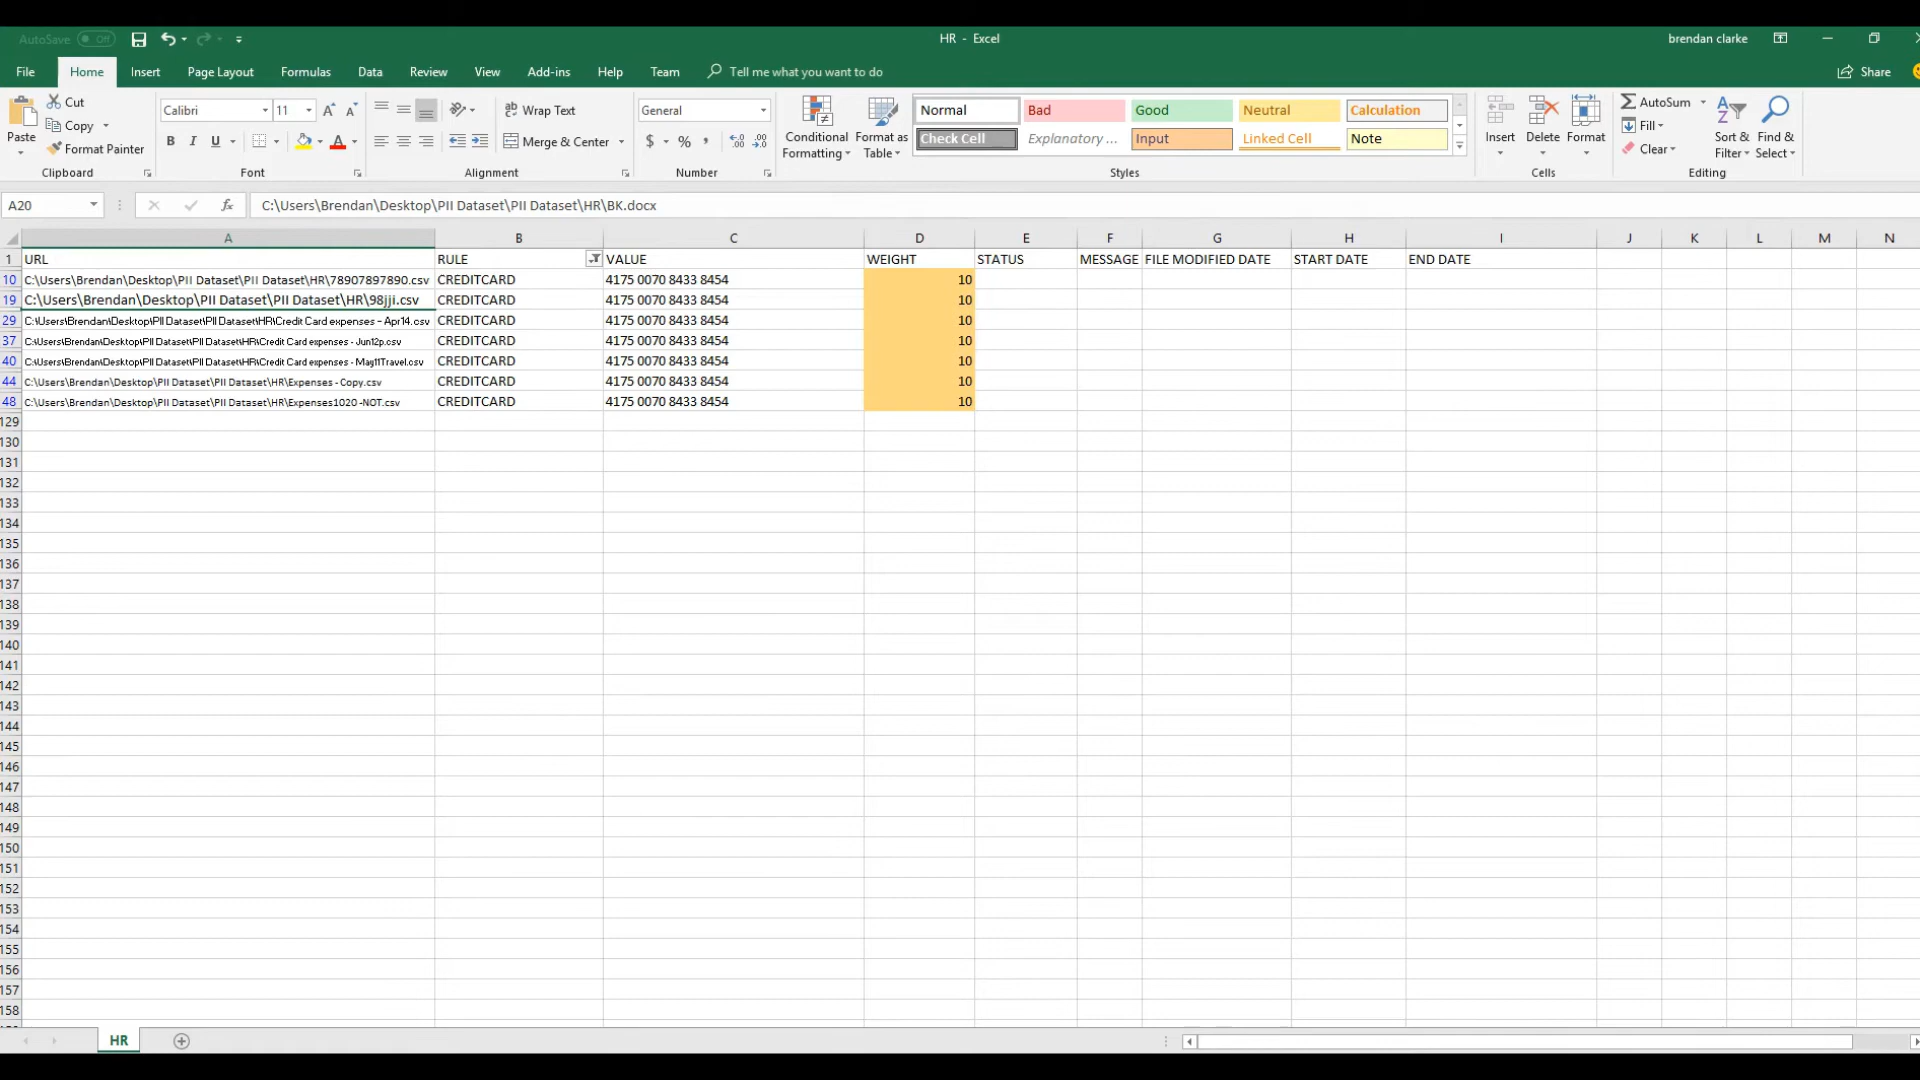 AutoSave Off HR - Excel brendan clarke
File Home Insert Page Layout Formulas Data Review View Add-ins Help Team Tell me what you want to do Share
Paste Cut Copy Format Painter
Calibri 11 A A B I U A
Wrap Text Merge & Center
General $ % ,
Conditional Formatting Format as Table
Normal Bad Good Neutral Calculation
Check Cell Explanatory ... Input Linked Cell Note
Insert Delete Format
AutoSum Fill Clear Sort & Filter Find & Select
Clipboard Font Alignment Number Styles Cells Editing
A20 fx C:\Users\Brendan\Desktop\PII Dataset\PII Dataset\HR\BK.docx
A B C D E F G H I J K L M N
1 URL RULE VALUE WEIGHT STATUS MESSAGE FILE MODIFIED DATE START DATE END DATE
10 C:\Users\Brendan\Desktop\PII Dataset\PII Dataset\HR\78907897890.csv CREDITCARD 4175 0070 8433 8454 10
19 C:\Users\Brendan\Desktop\PII Dataset\PII Dataset\HR\98jji.csv CREDITCARD 4175 0070 8433 8454 10
29 C:\Users\Brendan\Desktop\PII Dataset\PII Dataset\HR\Credit Card expenses - Apr14.csv CREDITCARD 4175 0070 8433 8454 10
37 C:\Users\Brendan\Desktop\PII Dataset\PII Dataset\HR\Credit Card expenses - Jun12p.csv CREDITCARD 4175 0070 8433 8454 10
40 C:\Users\Brendan\Desktop\PII Dataset\PII Dataset\HR\Credit Card expenses - May11Travel.csv CREDITCARD 4175 0070 8433 8454 10
44 C:\Users\Brendan\Desktop\PII Dataset\PII Dataset\HR\Expenses - Copy.csv CREDITCARD 4175 0070 8433 8454 10
48 C:\Users\Brendan\Desktop\PII Dataset\PII Dataset\HR\Expenses1020 -NOT.csv CREDITCARD 4175 0070 8433 8454 10
129
130
131
132
133
134
135
136
137
138
139
140
141
142
143
144
145
146
147
148
149
150
151
152
153
154
155
156
157
158
HR